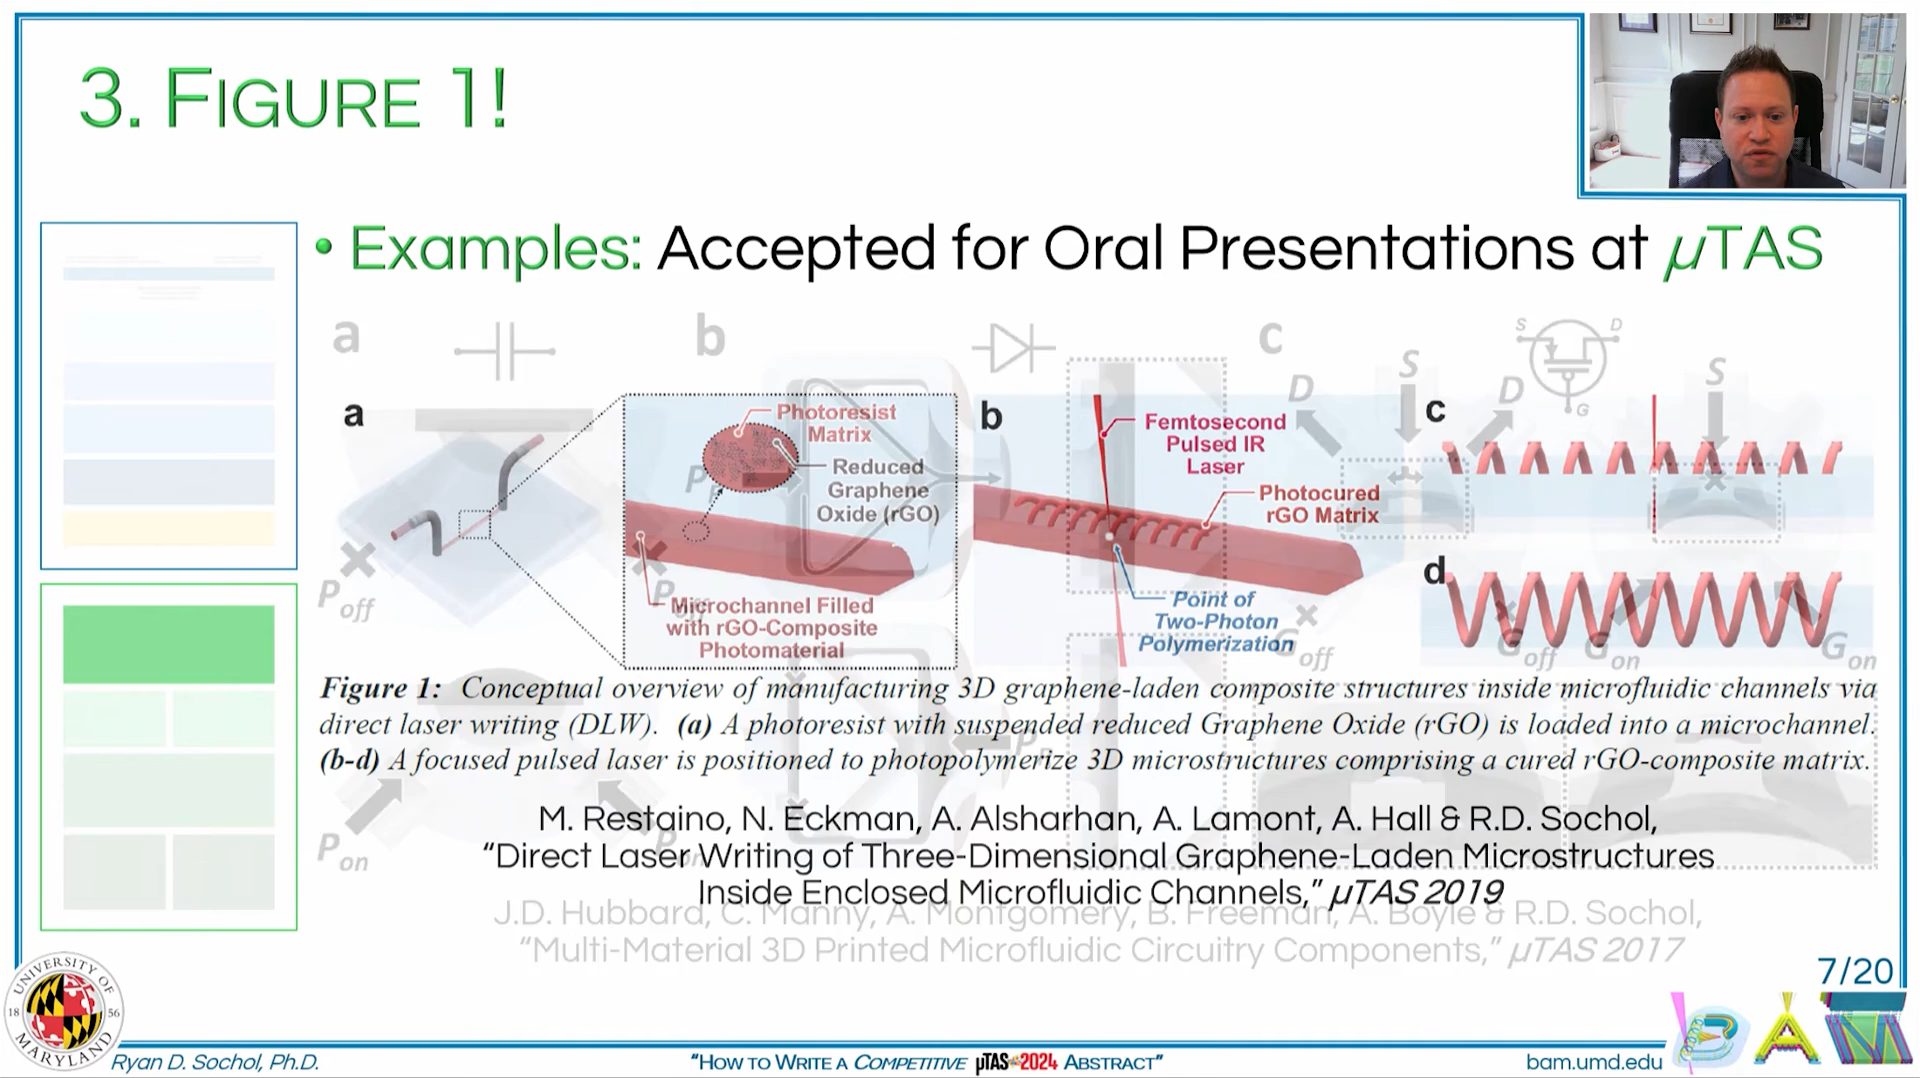 3. FIGURE 1!
• Examples: Accepted for Oral Presentations at µTAS
a
b
c
S
D
G
D
S
D
S
a
Photoresist
Matrix
Reduced
Graphene
Oxide (rGO)
Microchannel Filled
with rGO-Composite
Photomaterial
b
Femtosecond
Pulsed IR
Laser
Photocured
rGO Matrix
Point of
Two-Photon
Polymerization
c
d
Poff
Goff
Goff
Gon
Gon
Figure 1: Conceptual overview of manufacturing 3D graphene-laden composite structures inside microfluidic channels via
direct laser writing (DLW). (a) A photoresist with suspended reduced Graphene Oxide (rGO) is loaded into a microchannel.
(b-d) A focused pulsed laser is positioned to photopolymerize 3D microstructures comprising a cured rGO-composite matrix.
Pon
M. Restaino, N. Eckman, A. Alsharhan, A. Lamont, A. Hall & R.D. Sochol,
“Direct Laser Writing of Three-Dimensional Graphene-Laden Microstructures
Inside Enclosed Microfluidic Channels,” µTAS 2019
J.D. Hubbard, C. Manny, A. Montgomery, B. Freeman, A. Boyle & R.D. Sochol,
“Multi-Material 3D Printed Microfluidic Circuitry Components,” µTAS 2017
7/20
UNIVERSITY OF
18 56
MARYLAND
Ryan D. Sochol, Ph.D.
“HOW TO WRITE A COMPETITIVE µTAS 2024 ABSTRACT”
bam.umd.edu
BAM